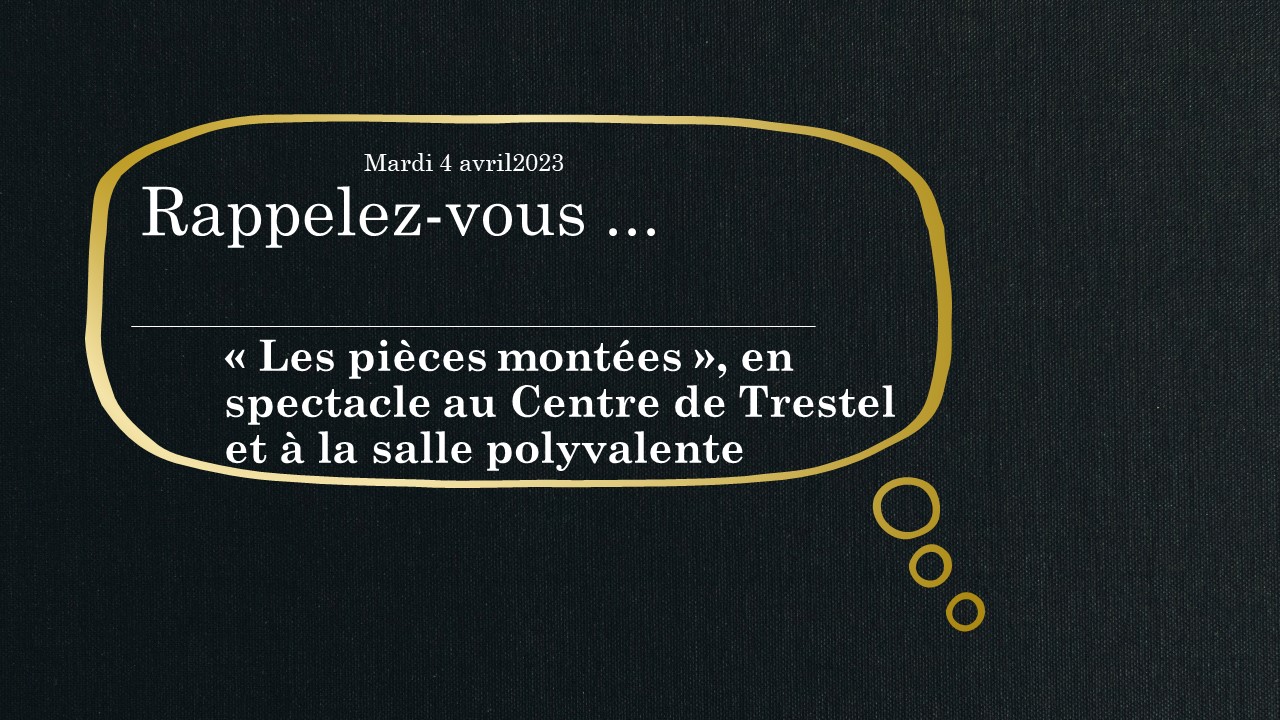 Mardi 4 avril2023
Rappelez-vous ...
« Les pièces montées », en
spectacle au Centre de Trestel
et à la salle polyvalente